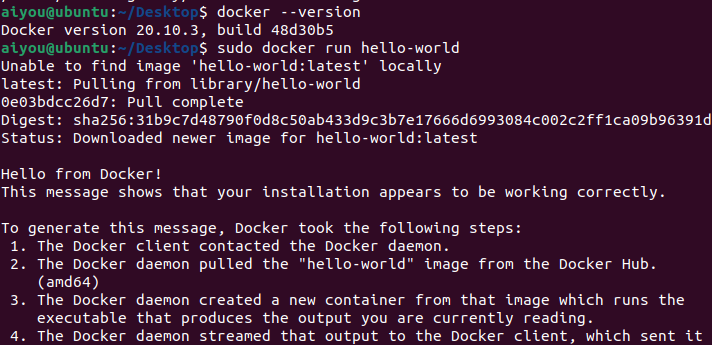 aiyou@ubuntu:~/Desktop$ docker --version
Docker version 20.10.3, build 48d30b5
aiyou@ubuntu:~/Desktop$ sudo docker run hello-world
Unable to find image 'hello-world:latest' locally
latest: Pulling from library/hello-world
0e03bdcc26d7: Pull complete
Digest: sha256:31b9c7d48790f0d8c50ab433d9c3b7e17666d6993084c002c2ff1ca09b96391d
Status: Downloaded newer image for hello-world:latest
Hello from Docker!
This message shows that your installation appears to be working correctly.
To generate this message, Docker took the following steps:
1. The Docker client contacted the Docker daemon.
2. The Docker daemon pulled the "hello-world" image from the Docker Hub.
(amd64)
3. The Docker daemon created a new container from that image which runs the
executable that produces the output you are currently reading.
4. The Docker daemon streamed that output to the Docker client, which sent it